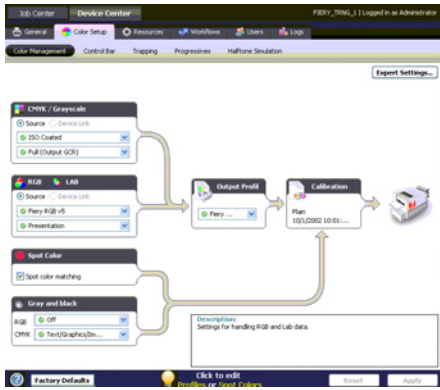 Job Center Device Center FIERY_TRNG_1 | Logged in as Administrator
General Color Setup Resources Workflows Users Logs
Color Management Control Bar Trapping Progressives Halftone Simulation
Expert Settings...
CMYK / Grayscale
Source Device Link
ISO Coated
Full (Output GCR)
RGB LAB
Source Device Link
Fiery RGB v5
Presentation
Output Profil
Fiery ...
Calibration
Plain
10/1/2002 10:01:...
Spot Color
Spot color matching
Gray and black
RGB Off
CMYK Text/Graphics/Im...
Description:
Settings for handling RGB and Lab data.
Factory Defaults
Click to edit
Profiles or Spot Colors
Reset Apply